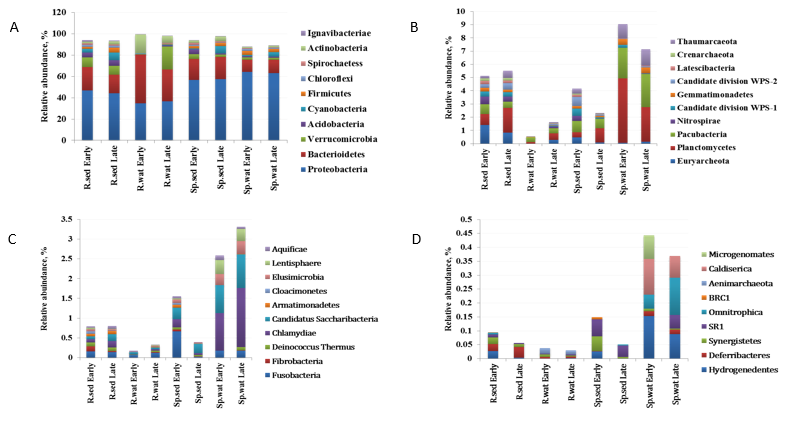 A
Relative abundance, %
120
100
80
60
40
20
0
R.sed Early
R.sed Late
R.wat Early
R.wat Late
Sp.sed Early
Sp.sed Late
Sp.wat Early
Sp.wat Late
Ignavibacteriae
Actinobacteria
Spirochaetess
Chloroflexi
Firmicutes
Cyanobacteria
Acidobacteria
Verrucomicrobia
Bacterioidetes
Proteobacteria
B
Relative abundance, %
10
9
8
7
6
5
4
3
2
1
0
R.sed Early
R.sed Late
R.wat Early
R.wat Late
Sp.sed Early
Sp.sed Late
Sp.wat Early
Sp.wat Late
Thaumarcaeota
Crenarchaeota
Latescibacteria
Candidate division WPS-2
Gemmatimonadetes
Candidate division WPS-1
Nitrospirae
Pacubacteria
Planctomycetes
Euryarcheota
C
Relative abundance, %
3.5
3
2.5
2
1.5
1
0.5
0
R.sed Early
R.sed Late
R.wat Early
R.wat Late
Sp.sed Early
Sp.sed Late
Sp.wat Early
Sp.wat Late
Aquificae
Lentisphaere
Elusimicrobia
Cloacimonetes
Armatimonadetes
Candidatus Saccharibacteria
Chlamydiae
Deinococcus Thermus
Fibrobacteria
Fusobacteria
D
Relative abundance, %
0.5
0.45
0.4
0.35
0.3
0.25
0.2
0.15
0.1
0.05
0
R.sed Early
R.sed Late
R.wat Early
R.wat Late
Sp.sed Early
Sp.sed Late
Sp.wat Early
Sp.wat Late
Microgenomates
Caldiserica
Aenimarchaeota
BRC1
Omnitrophica
SR1
Synergistetes
Deferribacteres
Hydrogenedentes